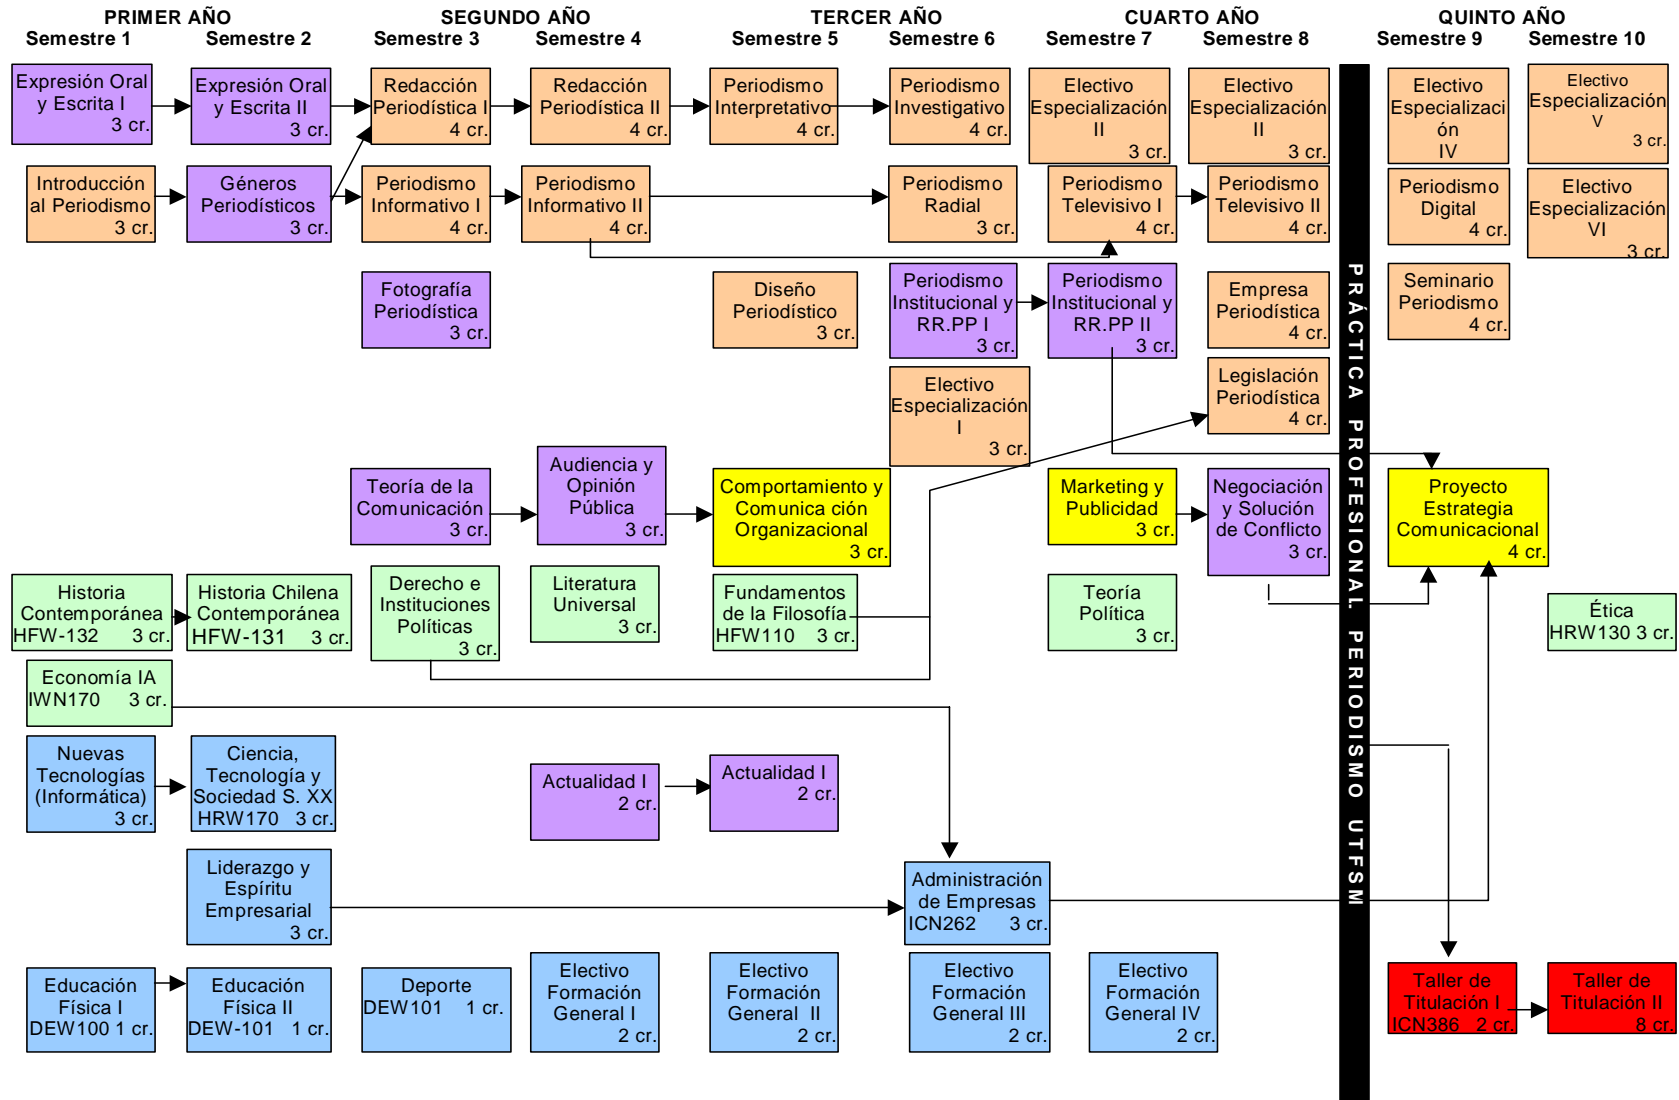 PRIMER AÑO
SEGUNDO AÑO
TERCER AÑO
CUARTO AÑO
QUINTO AÑO
Semestre 1
Semestre 2
Semestre 3
Semestre 4
Semestre 5
Semestre 6
Semestre 7
Semestre 8
Semestre 9
Semestre 10
Expresión Oral
y Escrita I
3 cr.
Expresión Oral
y Escrita II
3 cr.
Redacción
Periodística I
4 cr.
Redacción
Periodística II
4 cr.
Periodismo
Interpretativo
4 cr.
Periodismo
Investigativo
4 cr.
Electivo
Especialización
II
3 cr.
Electivo
Especialización
II
3 cr.
Electivo
Especializaci
ón
IV
Electivo
Especialización
V
3 cr.
Introducción
al Periodismo
3 cr.
Géneros
Periodísticos
3 cr.
Periodismo
Informativo I
4 cr.
Periodismo
Informativo II
4 cr.
Periodismo
Radial
3 cr.
Periodismo
Televisivo I
4 cr.
Periodismo
Televisivo II
4 cr.
Periodismo
Digital
4 cr.
Electivo
Especialización
VI
3 cr.
Fotografía
Periodística
3 cr.
Diseño
Periodístico
3 cr.
Periodismo
Institucional y
RR.PP I
3 cr.
Periodismo
Institucional y
RR.PP II
3 cr.
Empresa
Periodística
4 cr.
Seminario
Periodismo
4 cr.
Electivo
Especialización
I
3 cr.
Legislación
Periodística
4 cr.
PRÁCTICA PROFESIONAL PERIODISMO UTFSM
Teoría de la
Comunicación
3 cr.
Audiencia y
Opinión
Pública
3 cr.
Comportamiento y
Comunica ción
Organizacional
3 cr.
Marketing y
Publicidad
3 cr.
Negociación
y Solución
de Conflicto
3 cr.
Proyecto
Estrategia
Comunicacional
4 cr.
Historia
Contemporánea
HFW-132 3 cr.
Historia Chilena
Contemporánea
HFW-131 3 cr.
Derecho e
Instituciones
Políticas
3 cr.
Literatura
Universal
3 cr.
Fundamentos
de la Filosofía
HFW110 3 cr.
Teoría
Política
3 cr.
Ética
HRW130 3 cr.
Economía IA
IWN170 3 cr.
Nuevas
Tecnologías
(Informática)
3 cr.
Ciencia,
Tecnología y
Sociedad S. XX
HRW170 3 cr.
Actualidad I
2 cr.
Actualidad I
2 cr.
Liderazgo y
Espíritu
Empresarial
3 cr.
Administración
de Empresas
ICN262 3 cr.
Educación
Física I
DEW100 1 cr.
Educación
Física II
DEW-101 1 cr.
Deporte
DEW101 1 cr.
Electivo
Formación
General I
2 cr.
Electivo
Formación
General II
2 cr.
Electivo
Formación
General III
2 cr.
Electivo
Formación
General IV
2 cr.
Taller de
Titulación I
ICN386 2 cr.
Taller de
Titulación II
8 cr.